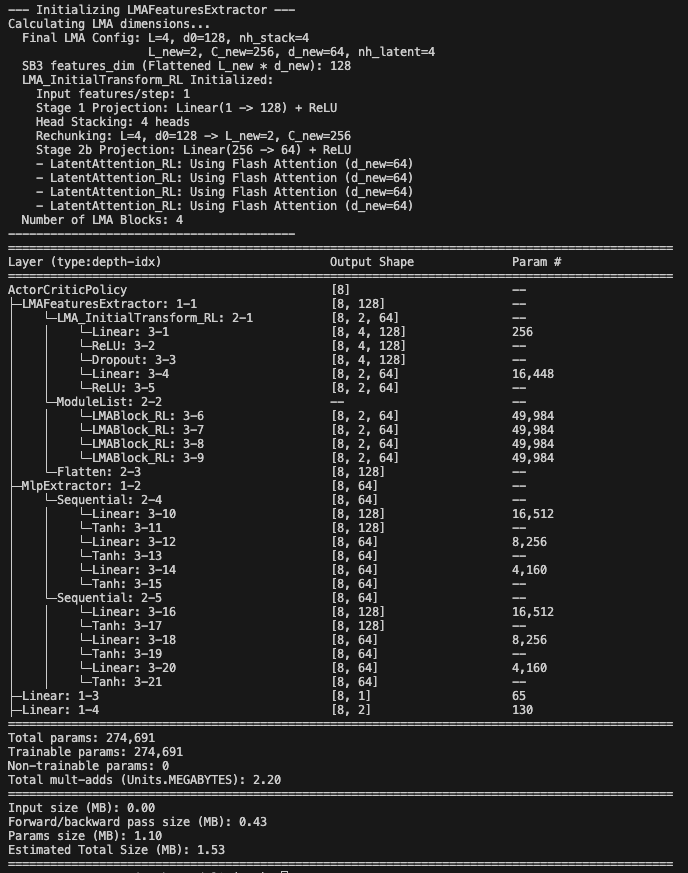 --- Initializing LMAFeaturesExtractor ---
Calculating LMA dimensions...
  Final LMA Config: L=4, d0=128, nh_stack=4
                    L_new=2, C_new=256, d_new=64, nh_latent=4
  SB3 features_dim (Flattened L_new * d_new): 128
  LMA_InitialTransform_RL Initialized:
    Input features/step: 1
    Stage 1 Projection: Linear(1 -> 128) + ReLU
    Head Stacking: 4 heads
    Rechunking: L=4, d0=128 -> L_new=2, C_new=256
    Stage 2b Projection: Linear(256 -> 64) + ReLU
    - LatentAttention_RL: Using Flash Attention (d_new=64)
    - LatentAttention_RL: Using Flash Attention (d_new=64)
    - LatentAttention_RL: Using Flash Attention (d_new=64)
    - LatentAttention_RL: Using Flash Attention (d_new=64)
  Number of LMA Blocks: 4
-----------------------------------------
==============================================================================================
Layer (type:depth-idx)                        Output Shape              Param #
==============================================================================================
ActorCriticPolicy                             [8]                       --
├─LMAFeaturesExtractor: 1-1                   [8, 128]                  --
│    └─LMA_InitialTransform_RL: 2-1           [8, 2, 64]                --
│    │    └─Linear: 3-1                       [8, 4, 128]               256
│    │    └─ReLU: 3-2                         [8, 4, 128]               --
│    │    └─Dropout: 3-3                      [8, 4, 128]               --
│    │    └─Linear: 3-4                       [8, 2, 64]                16,448
│    │    └─ReLU: 3-5                         [8, 2, 64]                --
│    └─ModuleList: 2-2                        --                        --
│    │    └─LMABlock_RL: 3-6                  [8, 2, 64]                49,984
│    │    └─LMABlock_RL: 3-7                  [8, 2, 64]                49,984
│    │    └─LMABlock_RL: 3-8                  [8, 2, 64]                49,984
│    │    └─LMABlock_RL: 3-9                  [8, 2, 64]                49,984
│    └─Flatten: 2-3                           [8, 128]                  --
├─MlpExtractor: 1-2                           [8, 64]                   --
│    └─Sequential: 2-4                        [8, 64]                   --
│    │    └─Linear: 3-10                      [8, 128]                  16,512
│    │    └─Tanh: 3-11                        [8, 128]                  --
│    │    └─Linear: 3-12                      [8, 64]                   8,256
│    │    └─Tanh: 3-13                        [8, 64]                   --
│    │    └─Linear: 3-14                      [8, 64]                   4,160
│    │    └─Tanh: 3-15                        [8, 64]                   --
│    └─Sequential: 2-5                        [8, 64]                   --
│    │    └─Linear: 3-16                      [8, 128]                  16,512
│    │    └─Tanh: 3-17                        [8, 128]                  --
│    │    └─Linear: 3-18                      [8, 64]                   8,256
│    │    └─Tanh: 3-19                        [8, 64]                   --
│    │    └─Linear: 3-20                      [8, 64]                   4,160
│    │    └─Tanh: 3-21                        [8, 64]                   --
├─Linear: 1-3                                 [8, 1]                    65
├─Linear: 1-4                                 [8, 2]                    130
==============================================================================================
Total params: 274,691
Trainable params: 274,691
Non-trainable params: 0
Total mult-adds (Units.MEGABYTES): 2.20
==============================================================================================
Input size (MB): 0.00
Forward/backward pass size (MB): 0.43
Params size (MB): 1.10
Estimated Total Size (MB): 1.53
==============================================================================================